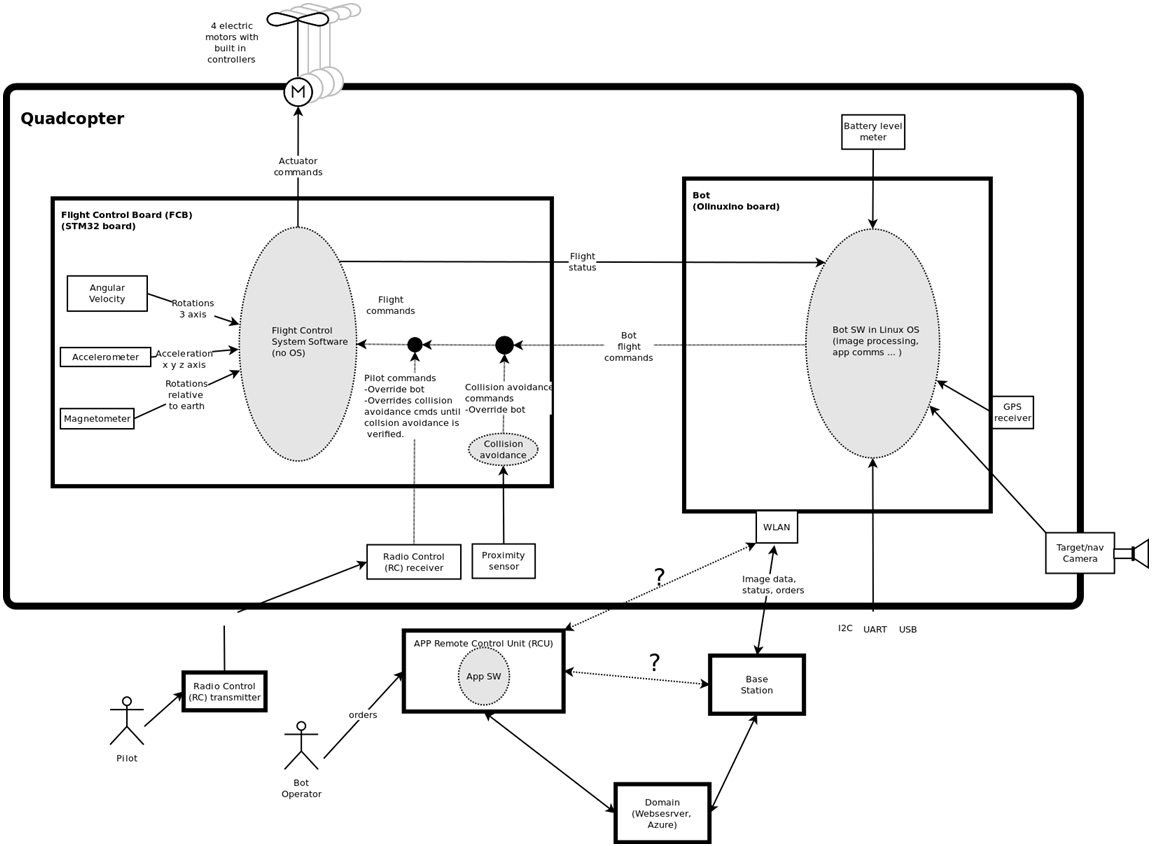 4 electric
motors with
built in
controllers
M
Quadcopter
Battery level
meter
Actuator
commands
Bot
(Olinuxino board)
Flight Control Board (FCB)
(STM32 board)
Flight
status
Angular
Velocity
Rotations
3 axis
Flight
commands
Flight Control
System Software
(no OS)
Bot
flight
commands
Bot SW in Linux OS
(image processing,
app comms ... )
Accelerometer
Acceleration
x y z axis
Rotations
relative
to earth
Magnetometer
Pilot commands
-Override bot
-Overrides collision
avoidance cmds until
collision avoidance is
verified.
Collision avoidance
commands
-Override bot
Collision
avoidance
GPS
receiver
WLAN
Radio Control
(RC) receiver
Proximity
sensor
Target/nav
Camera
?
Image data,
status, orders
I2C UART USB
APP Remote Control Unit (RCU)
App SW
?
Base
Station
Radio Control
(RC) transmitter
orders
Pilot
Bot
Operator
Domain
(Websesrver,
Azure)